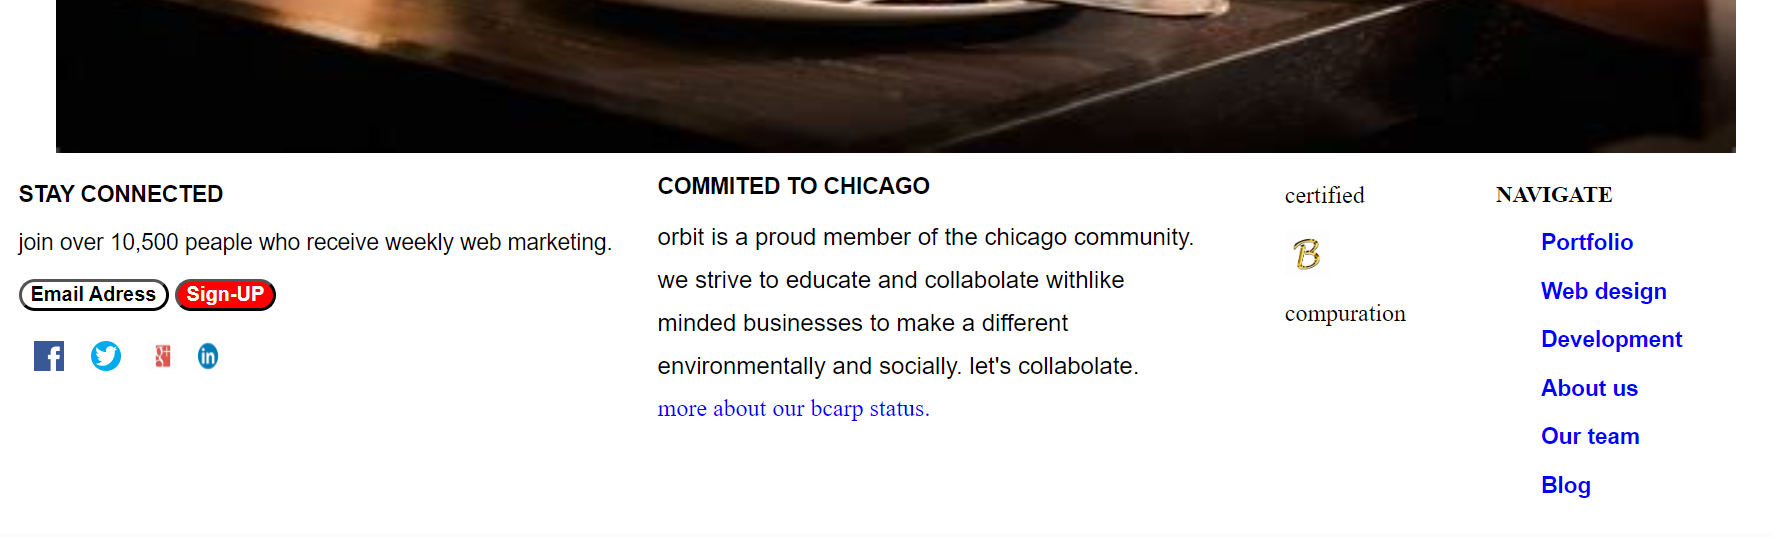 STAY CONNECTED
join over 10,500 peaple who receive weekly web marketing.
Email Adress
Sign-UP
COMMITED TO CHICAGO
orbit is a proud member of the chicago community.
we strive to educate and collabolate withlike
minded businesses to make a different
environmentally and socially. let's collabolate.
more about our bcarp status.
certified
B
compuration
NAVIGATE
Portfolio
Web design
Development
About us
Our team
Blog